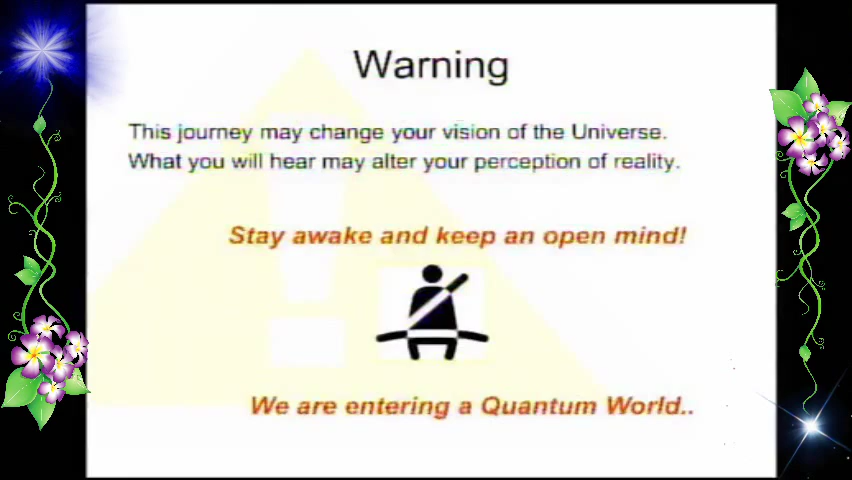 Warning
This journey may change your vision of the Universe.
What you will hear may alter your perception of reality.
Stay awake and keep an open mind!
We are entering a Quantum World..